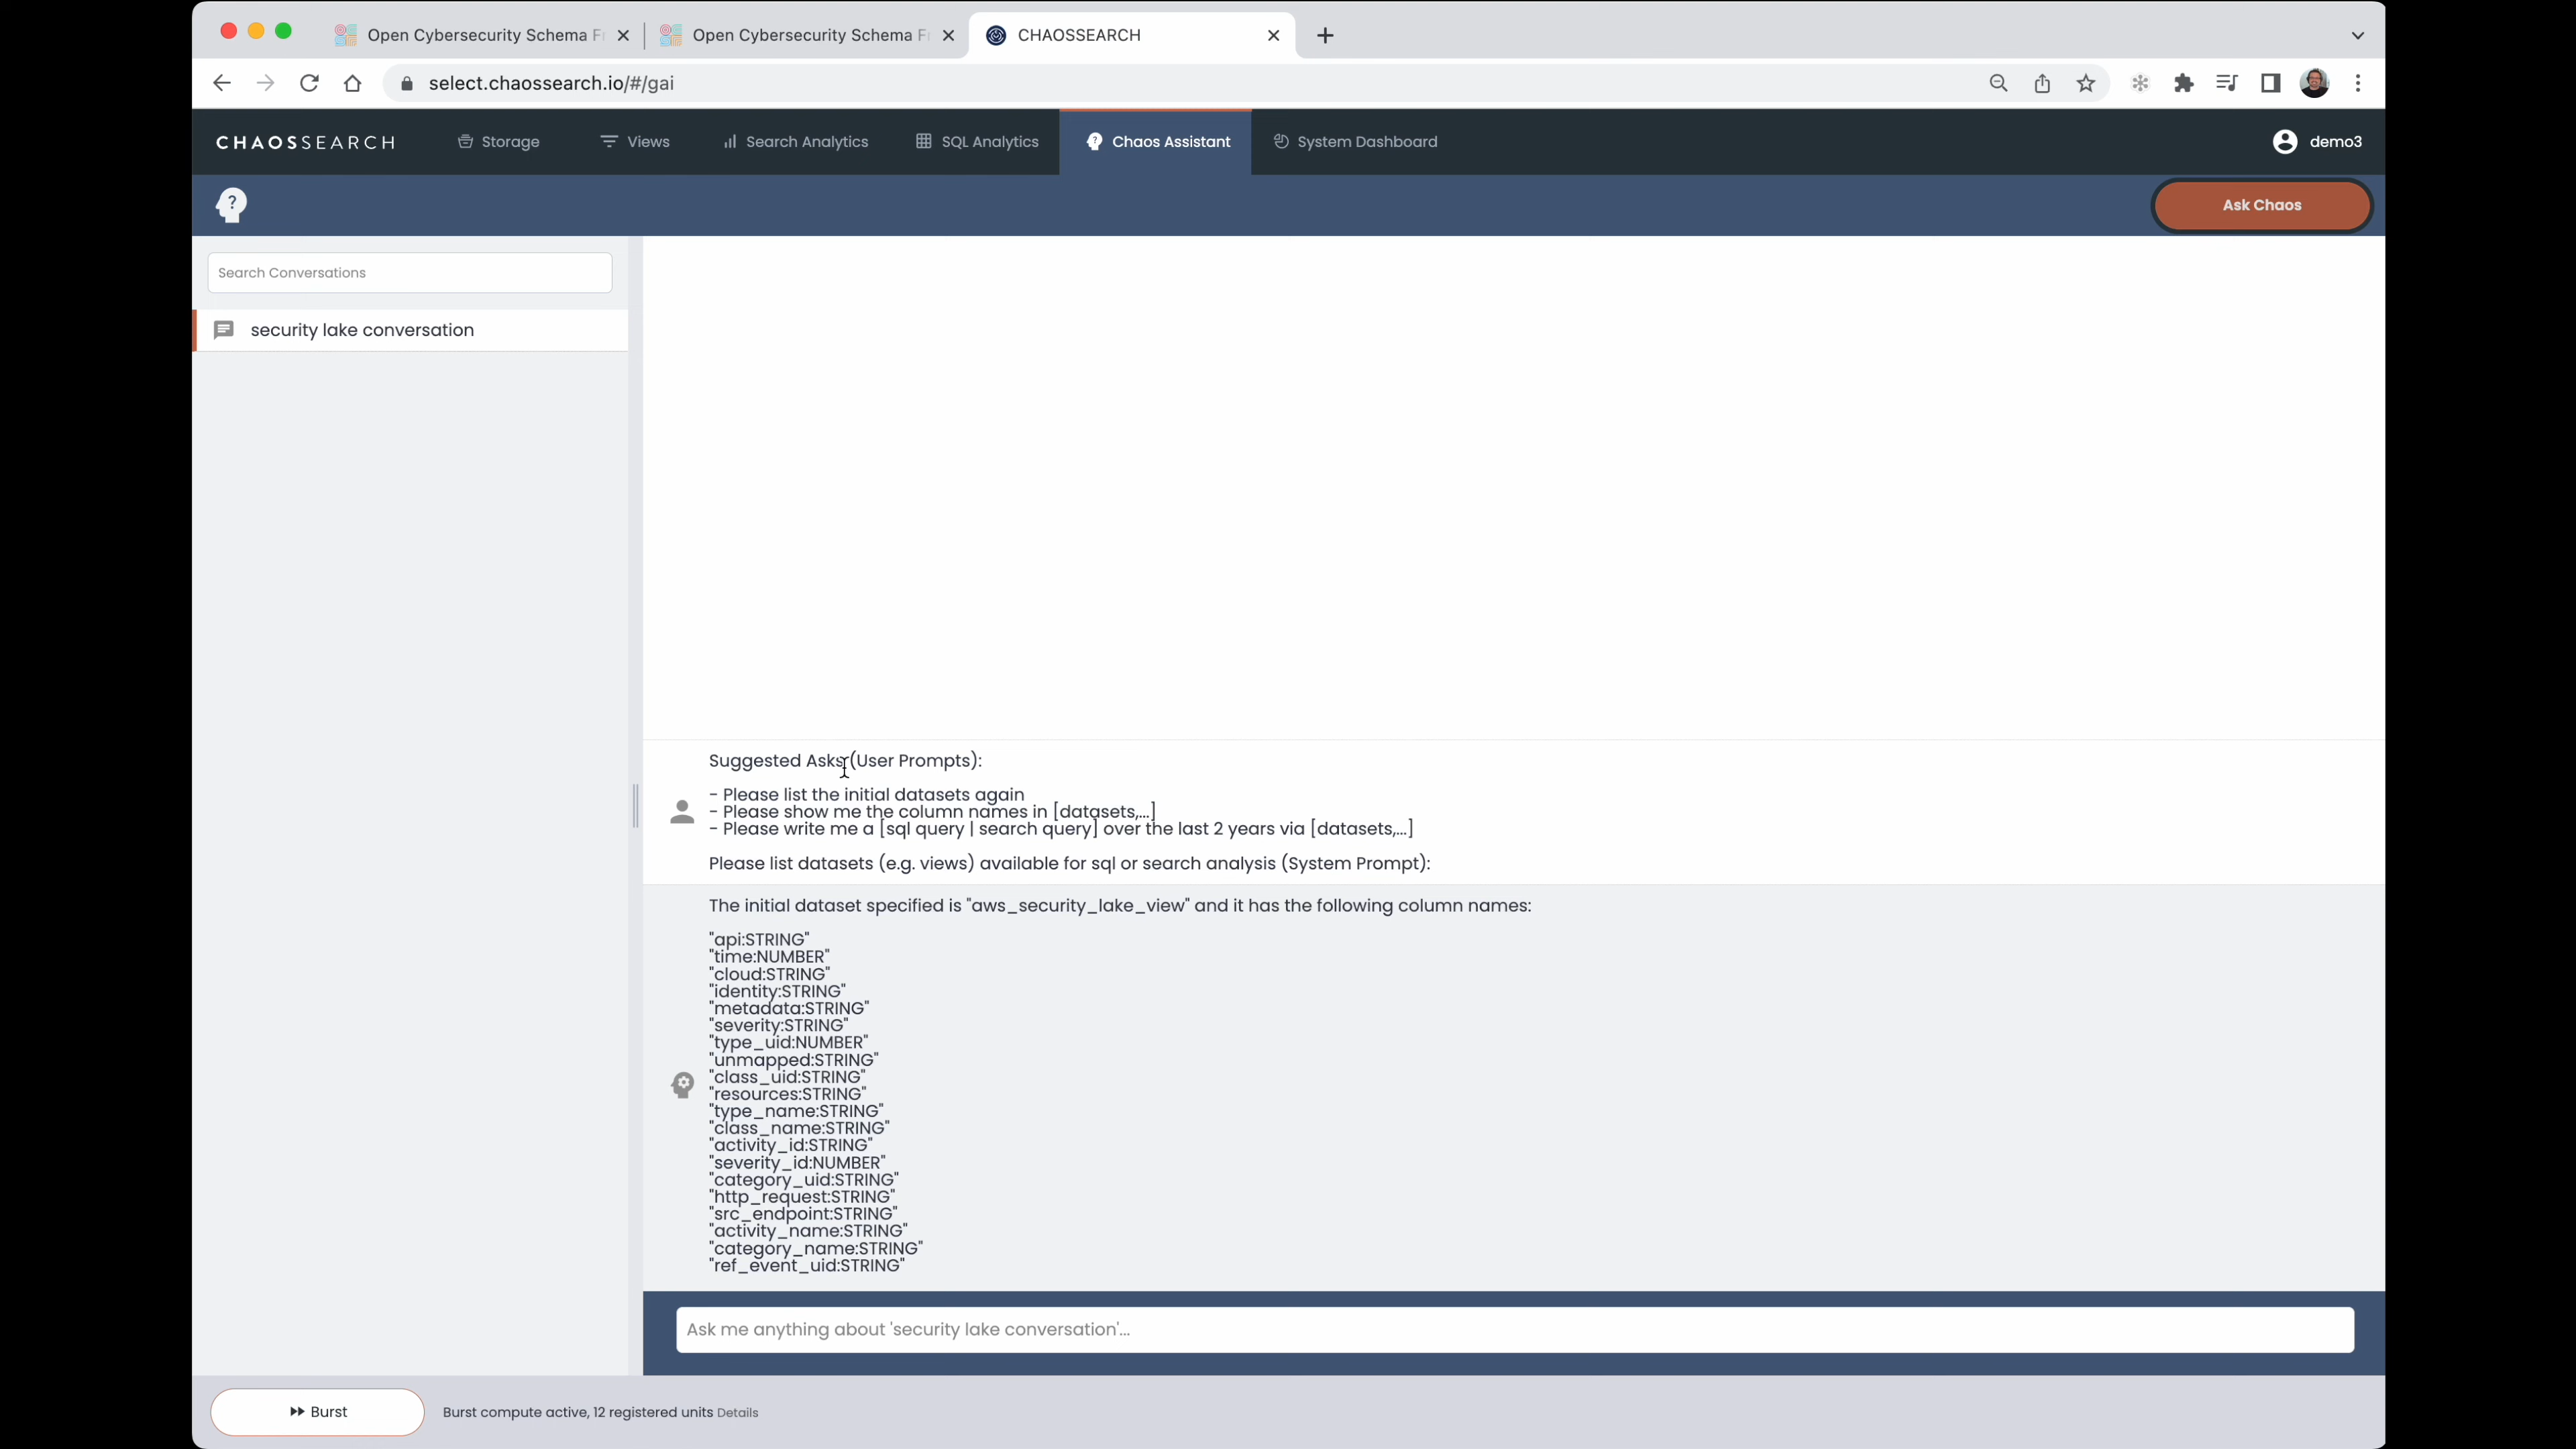 Open Cybersecurity Schema Fr
Open Cybersecurity Schema Fr
CHAOSSEARCH
select.chaossearch.io/#/gai
CHAOSSEARCH
Storage
Views
Search Analytics
SQL Analytics
Chaos Assistant
System Dashboard
demo3
Ask Chaos
Search Conversations
security lake conversation
Suggested Asks (User Prompts):
- Please list the initial datasets again
- Please show me the column names in [datasets,...]
- Please write me a [sql query | search query] over the last 2 years via [datasets,...]
Please list datasets (e.g. views) available for sql or search analysis (System Prompt):
The initial dataset specified is "aws_security_lake_view" and it has the following column names:
"api:STRING"
"time:NUMBER"
"cloud:STRING"
"identity:STRING"
"metadata:STRING"
"severity:STRING"
"type_uid:NUMBER"
"unmapped:STRING"
"class_uid:STRING"
"resources:STRING"
"type_name:STRING"
"class_name:STRING"
"activity_id:STRING"
"severity_id:NUMBER"
"category_uid:STRING"
"http_request:STRING"
"src_endpoint:STRING"
"activity_name:STRING"
"category_name:STRING"
"ref_event_uid:STRING"
Ask me anything about 'security lake conversation'...
Burst
Burst compute active, 12 registered units Details